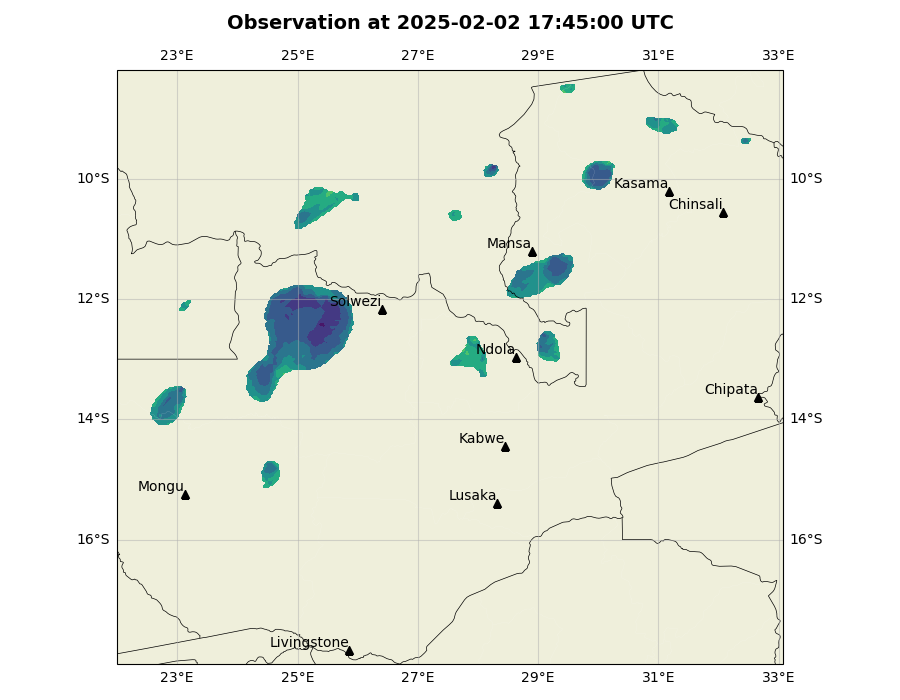 Observation at 2025-02-02 17:45:00 UTC
23°E 25°E 27°E 29°E 31°E 33°E
10°S Kasama 10°S
Chinsali
Mansa
12°S Solwezi 12°S
Ndola
Chipata
14°S 14°S
Kabwe
Mongu Lusaka
16°S 16°S
Livingstone
23°E 25°E 27°E 29°E 31°E 33°E